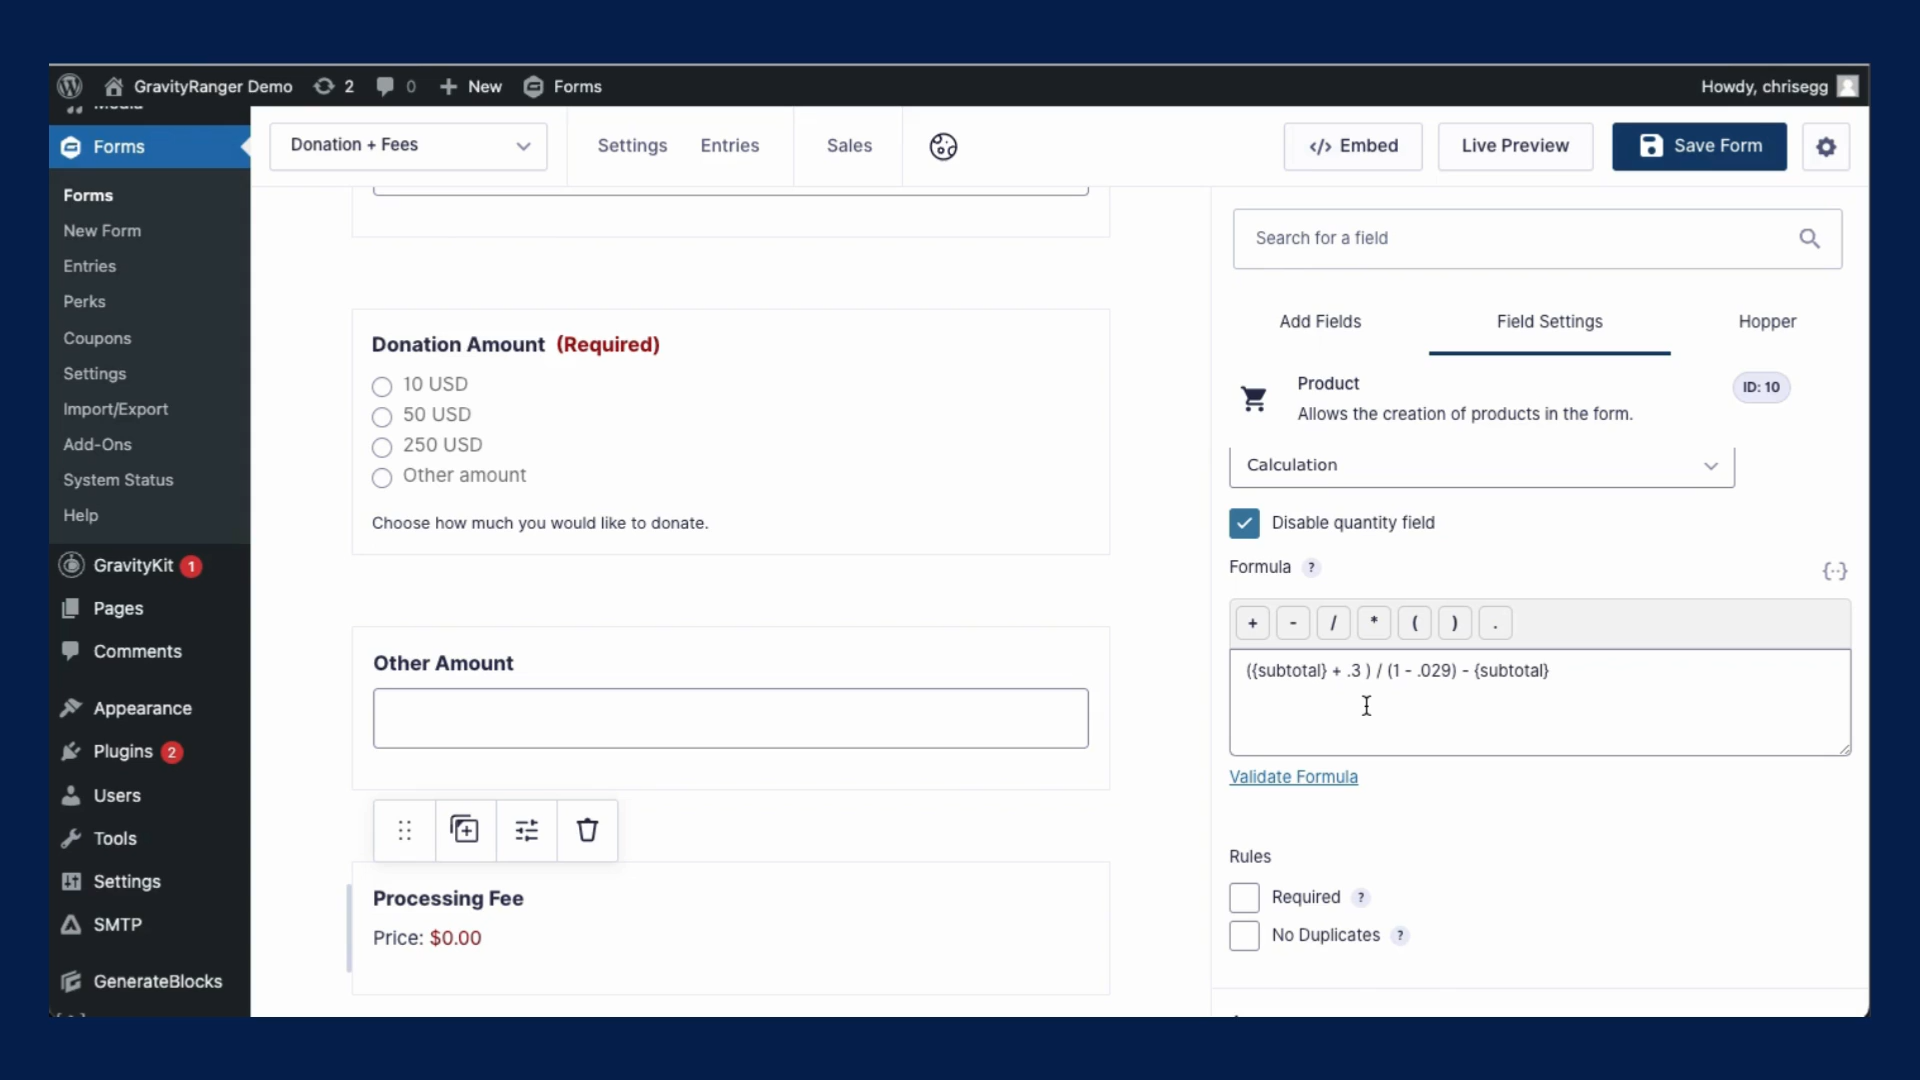 GravityRanger Demo 2 0 New Forms Howdy, chrisegg
Media
Forms
Forms
New Form
Entries
Perks
Coupons
Settings
Import/Export
Add-Ons
System Status
Help
GravityKit 1
Pages
Comments
Appearance
Plugins 2
Users
Tools
Settings
SMTP
GenerateBlocks
Donation + Fees Settings Entries Sales </> Embed Live Preview Save Form
Donation Amount (Required)
10 USD
50 USD
250 USD
Other amount
Choose how much you would like to donate.
Other Amount
Processing Fee
Price: $0.00
Search for a field
Add Fields Field Settings Hopper
Product ID: 10
Allows the creation of products in the form.
Calculation
Disable quantity field
Formula ? {··}
+ - / * ( ) .
({subtotal} + .3 ) / (1 - .029) - {subtotal}
Validate Formula
Rules
Required ?
No Duplicates ?